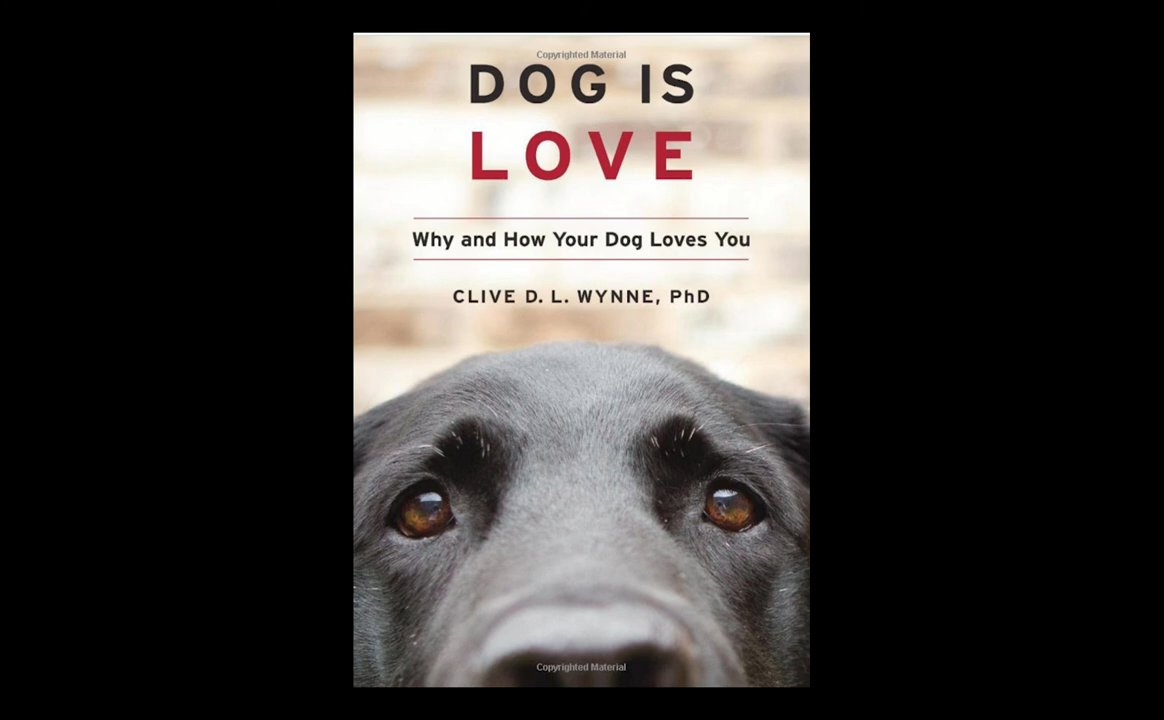 Copyrighted Material
DOG IS
LOVE
Why and How Your Dog Loves You
CLIVE D. L. WYNNE, PhD
Copyrighted Material